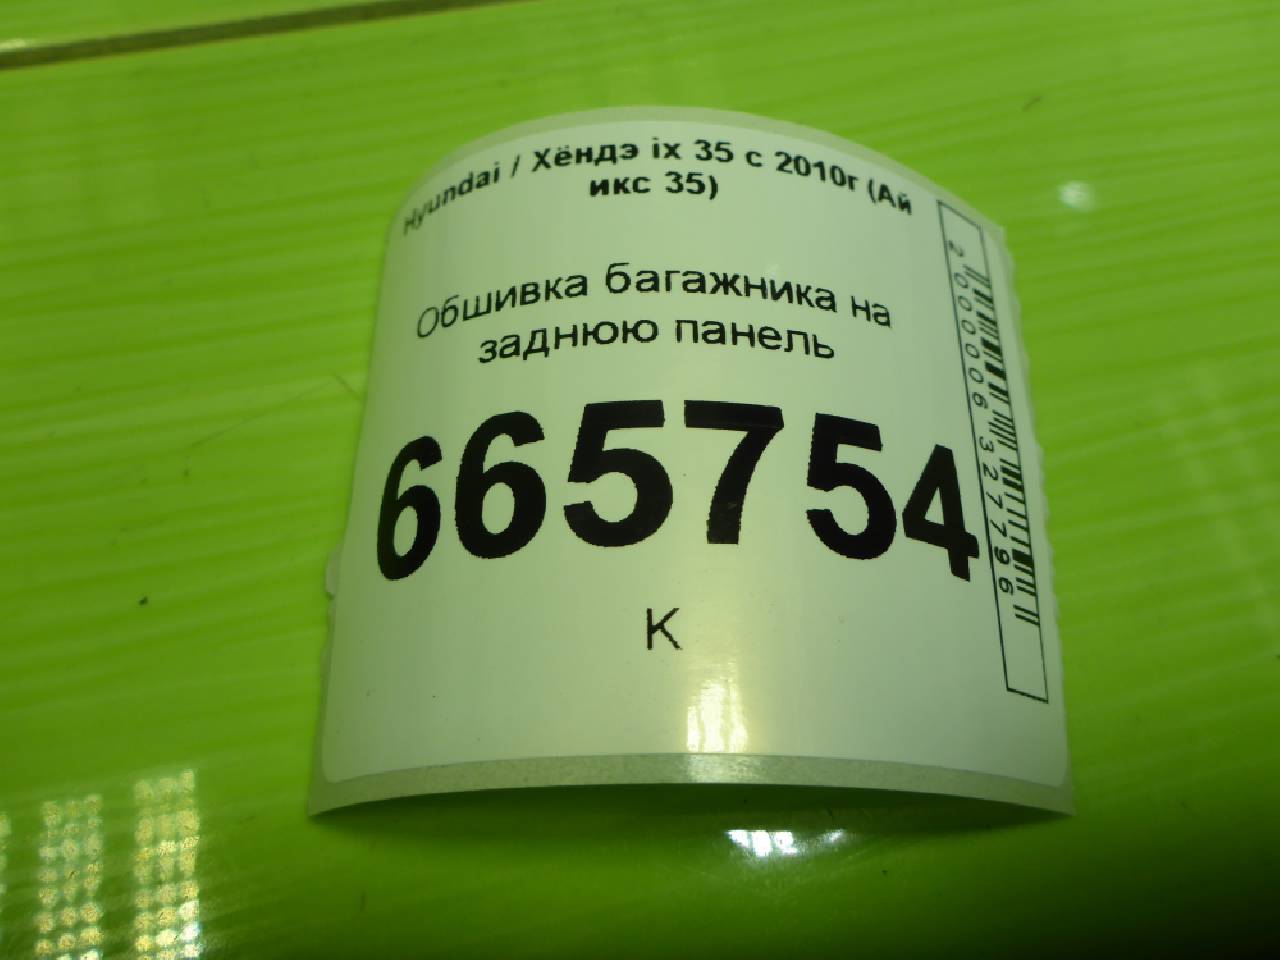 Hyundai / Хёндэ ix 35 с 2010г (Ай
икс 35)
Обшивка багажника на
заднюю панель
665754
К
2000006327796